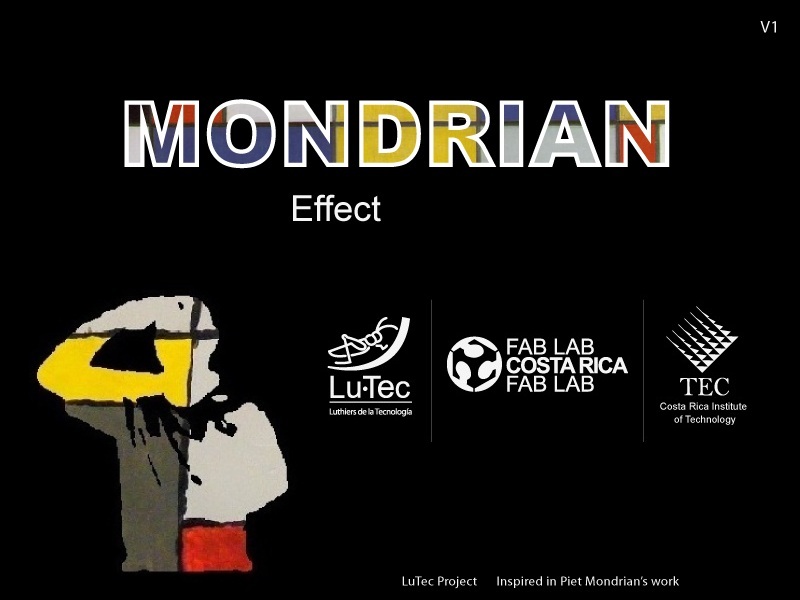 V1
MONDRIAN
Effect
Lu·Tec
Luthiers de la Tecnología
FAB LAB
COSTA RICA
FAB LAB
TEC
Costa Rica Institute
of Technology
LuTec Project Inspired in Piet Mondrian's work